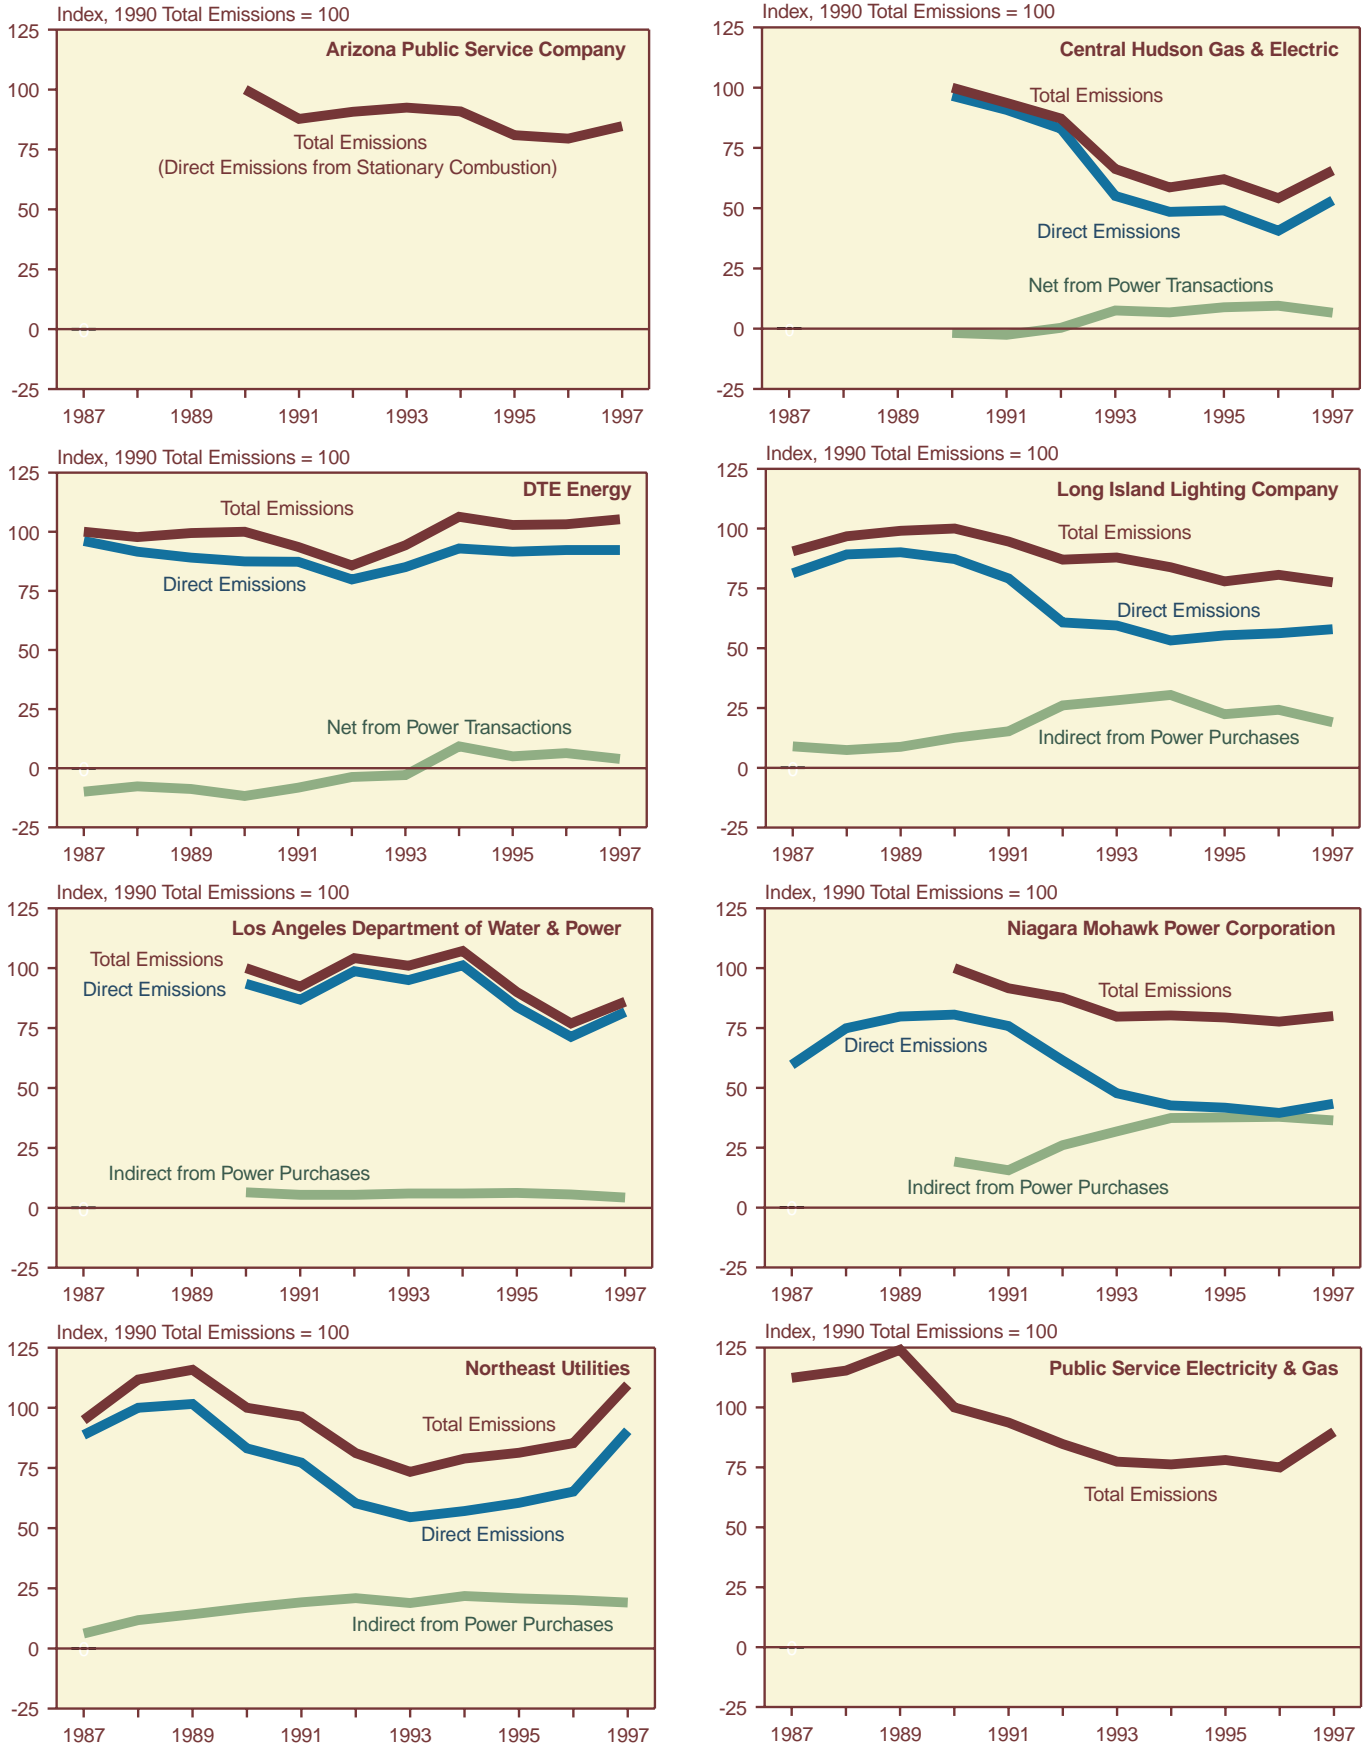 Index, 1990 Total Emissions = 100
125
Arizona Public Service Company
100
Total Emissions
75
(Direct Emissions from Stationary Combustion)
50
25
0
-25
1987 1989 1991 1993 1995 1997
Index, 1990 Total Emissions = 100
125
Central Hudson Gas & Electric
100
Total Emissions
75
50
Direct Emissions
25
Net from Power Transactions
0
-25
1987 1989 1991 1993 1995 1997
Index, 1990 Total Emissions = 100
125
DTE Energy
Total Emissions
100
Direct Emissions
75
50
25
Net from Power Transactions
0
-25
1987 1989 1991 1993 1995 1997
Index, 1990 Total Emissions = 100
125
Long Island Lighting Company
100
Total Emissions
75
Direct Emissions
50
25
Indirect from Power Purchases
0
-25
1987 1989 1991 1993 1995 1997
Index, 1990 Total Emissions = 100
125
Los Angeles Department of Water & Power
Total Emissions
100
Direct Emissions
75
50
25
Indirect from Power Purchases
0
-25
1987 1989 1991 1993 1995 1997
Index, 1990 Total Emissions = 100
125
Niagara Mohawk Power Corporation
100
Total Emissions
75
Direct Emissions
50
25
Indirect from Power Purchases
0
-25
1987 1989 1991 1993 1995 1997
Index, 1990 Total Emissions = 100
125
Northeast Utilities
100
Total Emissions
75
50
Direct Emissions
25
Indirect from Power Purchases
0
-25
1987 1989 1991 1993 1995 1997
Index, 1990 Total Emissions = 100
125
Public Service Electricity & Gas
100
75
Total Emissions
50
25
0
-25
1987 1989 1991 1993 1995 1997